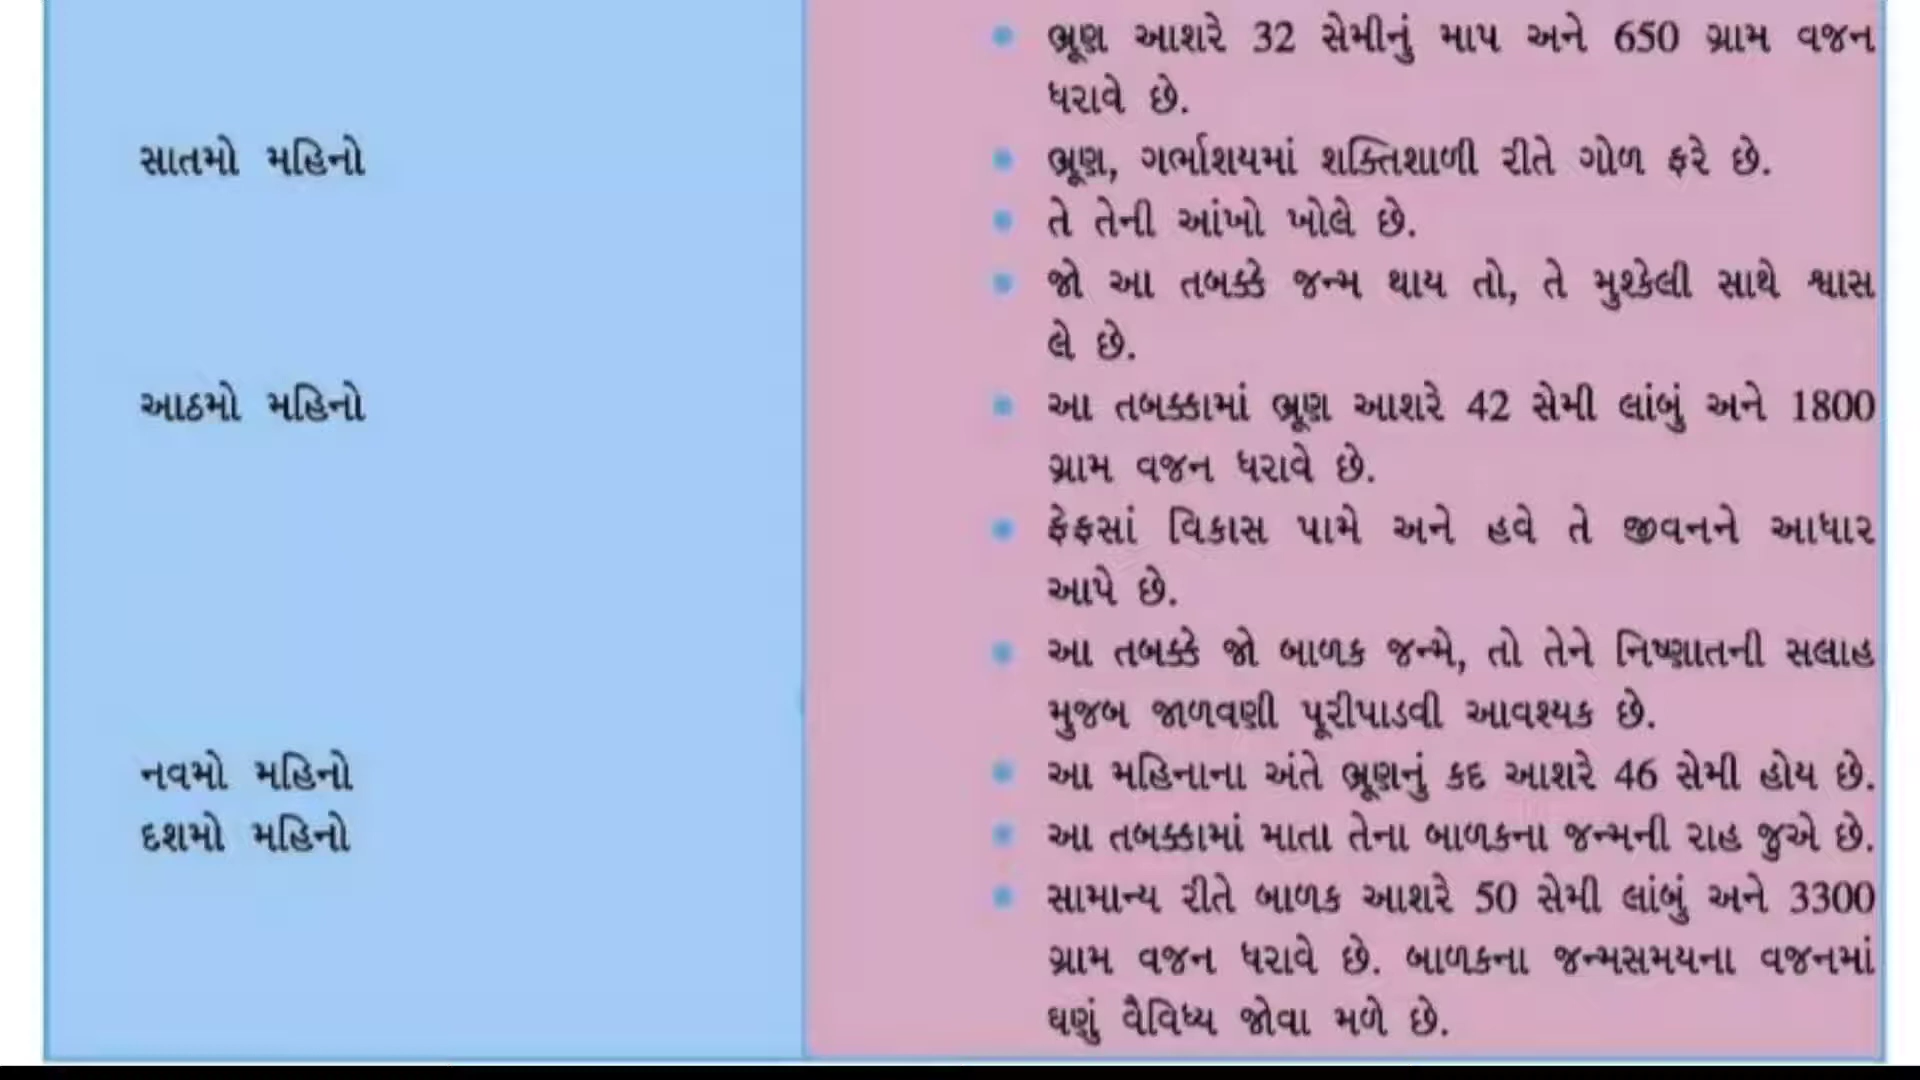 ભ્રૂણ આશરે 32 સેમીનું માપ અને 650 ગ્રામ વજન
ધરાવે છે.
સાતમો મહિનો
ભ્રૂણ, ગર્ભાશયમાં શક્તિશાળી રીતે ગોળ ફરે છે.
તે તેની આંખો ખોલે છે.
જો આ તબક્કે જન્મ થાય તો, તે મુશ્કેલી સાથે શ્વાસ
લે છે.
આઠમો મહિનો
આ તબક્કામાં ભ્રૂણ આશરે 42 સેમી લાંબું અને 1800
ગ્રામ વજન ધરાવે છે.
ફેફસાં વિકાસ પામે અને હવે તે જીવનને આધાર
આપે છે.
આ તબક્કે જો બાળક જન્મે, તો તેને નિષ્ણાતની સલાહ
મુજબ જાળવણી પૂરીપાડવી આવશ્યક છે.
નવમો મહિનો
આ મહિનાના અંતે ભ્રૂણનું કદ આશરે 46 સેમી હોય છે.
દશમો મહિનો
આ તબક્કામાં માતા તેના બાળકના જન્મની રાહ જુએ છે.
સામાન્ય રીતે બાળક આશરે 50 સેમી લાંબું અને 3300
ગ્રામ વજન ધરાવે છે. બાળકના જન્મસમયના વજનમાં
ઘણું વૈવિધ્ય જોવા મળે છે.